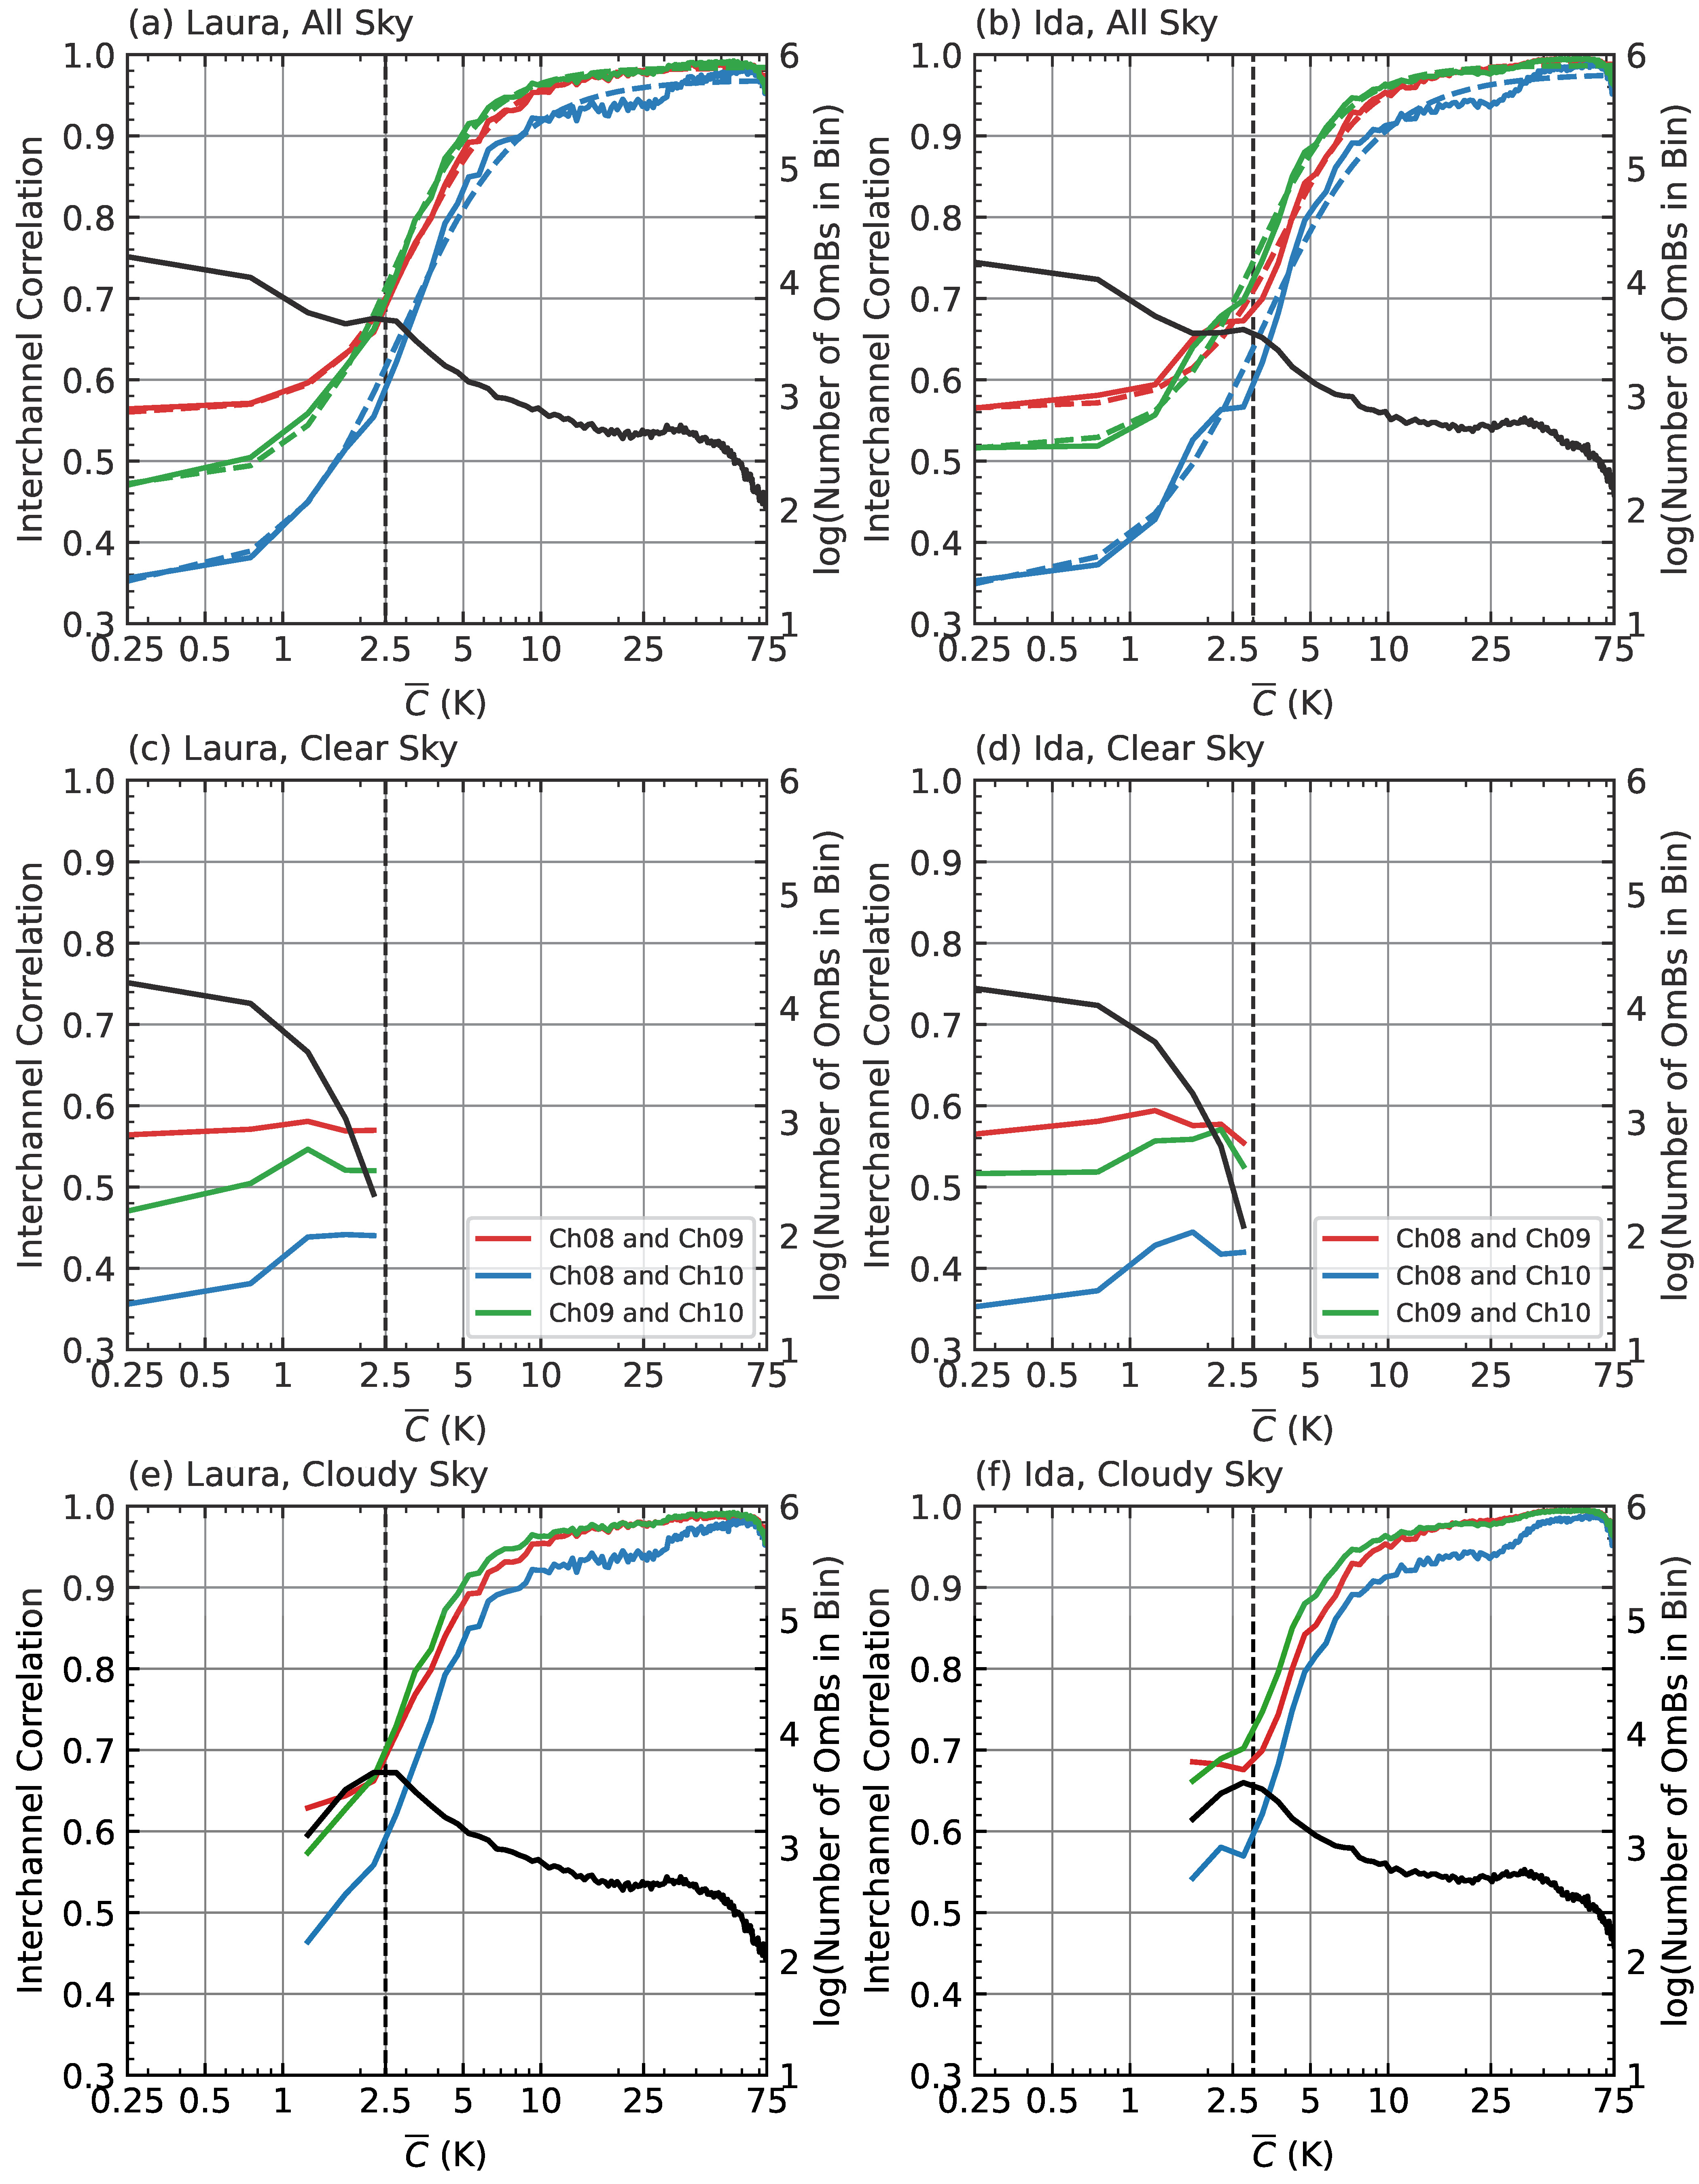 (a) Laura, All Sky
(b) Ida, All Sky
1.0
0.9
0.8
0.7
0.6
0.5
0.4
0.3
Interchannel Correlation
6
5
4
3
2
1
log(Number of OmBs in Bin)
0.25 0.5 1 2.5 5 10 25 75
C (K)
1.0
0.9
0.8
0.7
0.6
0.5
0.4
0.3
Interchannel Correlation
6
5
4
3
2
1
log(Number of OmBs in Bin)
0.25 0.5 1 2.5 5 10 25 75
C (K)
(c) Laura, Clear Sky
(d) Ida, Clear Sky
1.0
0.9
0.8
0.7
0.6
0.5
0.4
0.3
Interchannel Correlation
6
5
4
3
2
1
log(Number of OmBs in Bin)
Ch08 and Ch09
Ch08 and Ch10
Ch09 and Ch10
0.25 0.5 1 2.5 5 10 25 75
C (K)
1.0
0.9
0.8
0.7
0.6
0.5
0.4
0.3
Interchannel Correlation
6
5
4
3
2
1
log(Number of OmBs in Bin)
Ch08 and Ch09
Ch08 and Ch10
Ch09 and Ch10
0.25 0.5 1 2.5 5 10 25 75
C (K)
(e) Laura, Cloudy Sky
(f) Ida, Cloudy Sky
1.0
0.9
0.8
0.7
0.6
0.5
0.4
0.3
Interchannel Correlation
6
5
4
3
2
1
log(Number of OmBs in Bin)
0.25 0.5 1 2.5 5 10 25 75
C (K)
1.0
0.9
0.8
0.7
0.6
0.5
0.4
0.3
Interchannel Correlation
6
5
4
3
2
1
log(Number of OmBs in Bin)
0.25 0.5 1 2.5 5 10 25 75
C (K)